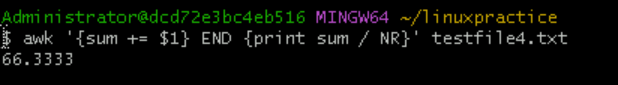 Administrator@dcd72e3bc4eb516 MINGW64 ~/linuxpractice
$ awk '{sum += $1} END {print sum / NR}' testfile4.txt
66.3333